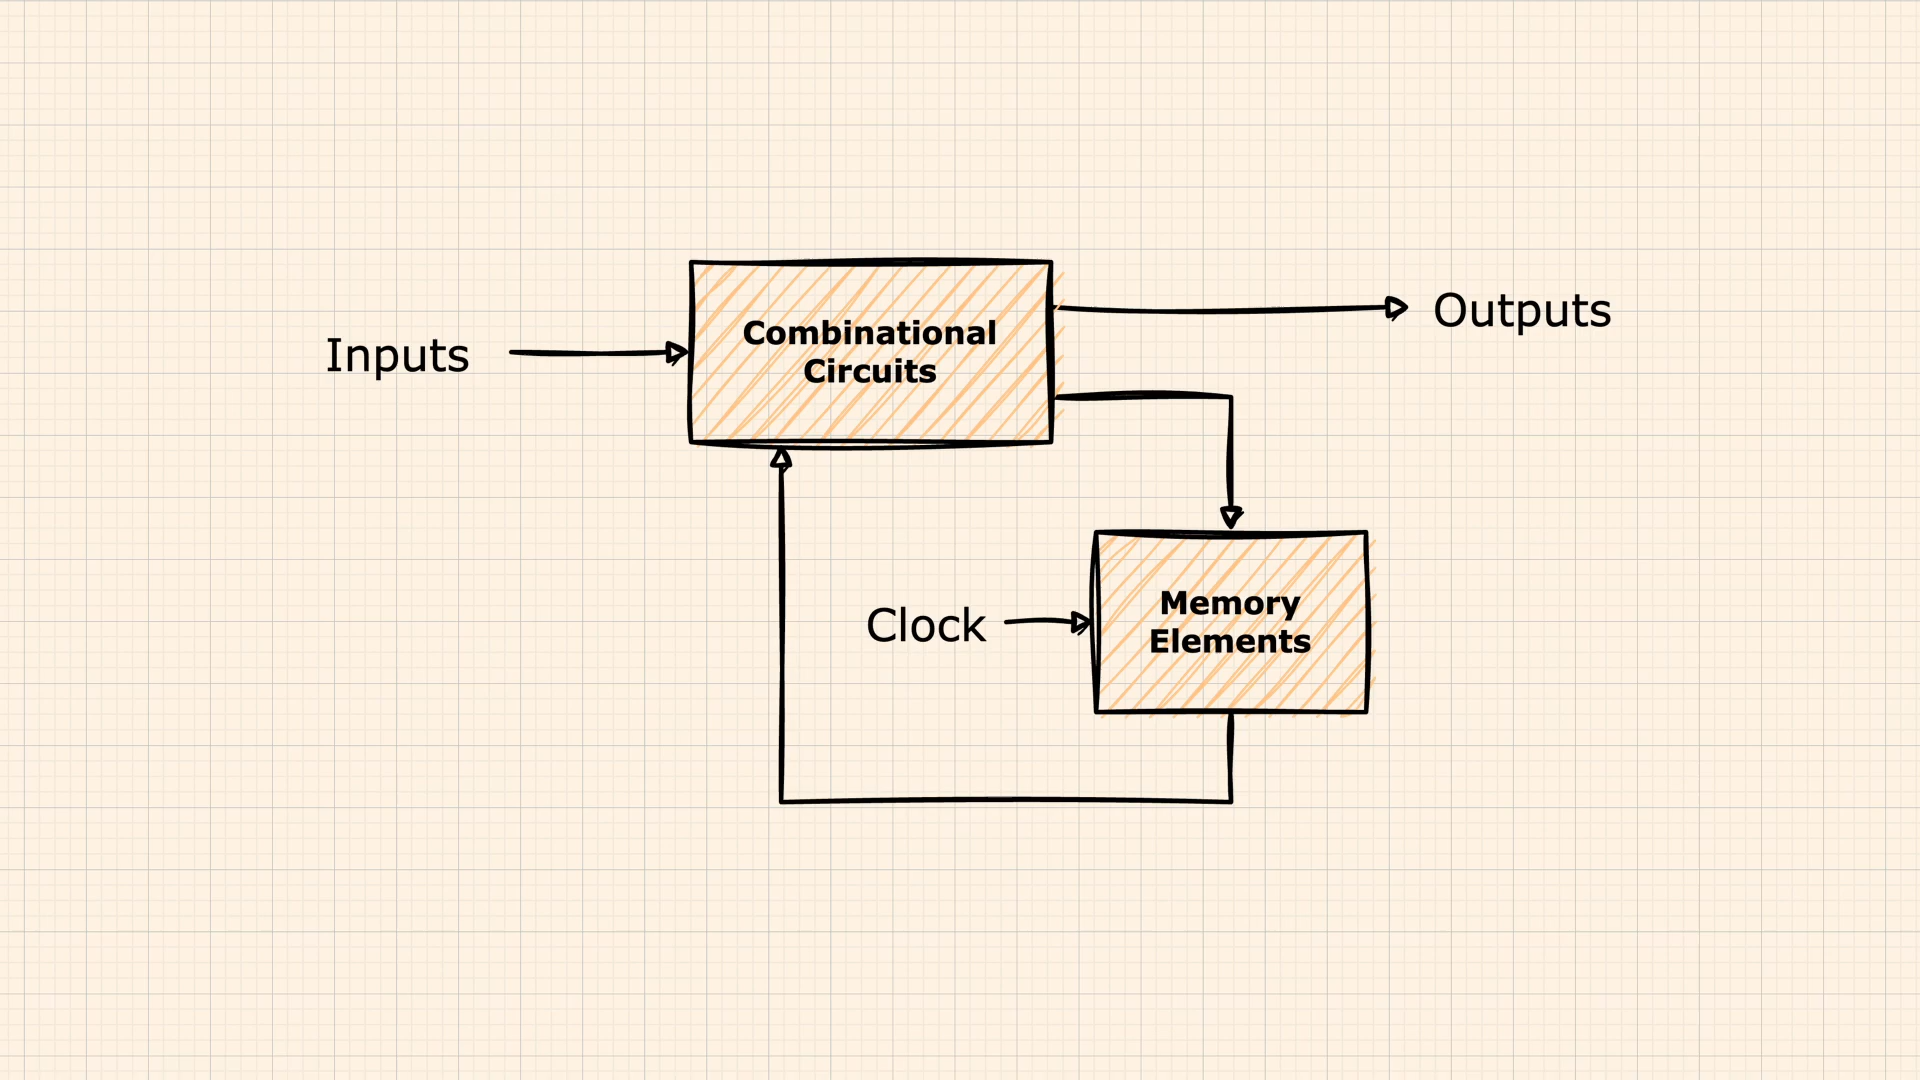 Inputs
Combinational
Circuits
Outputs
Clock
Memory
Elements